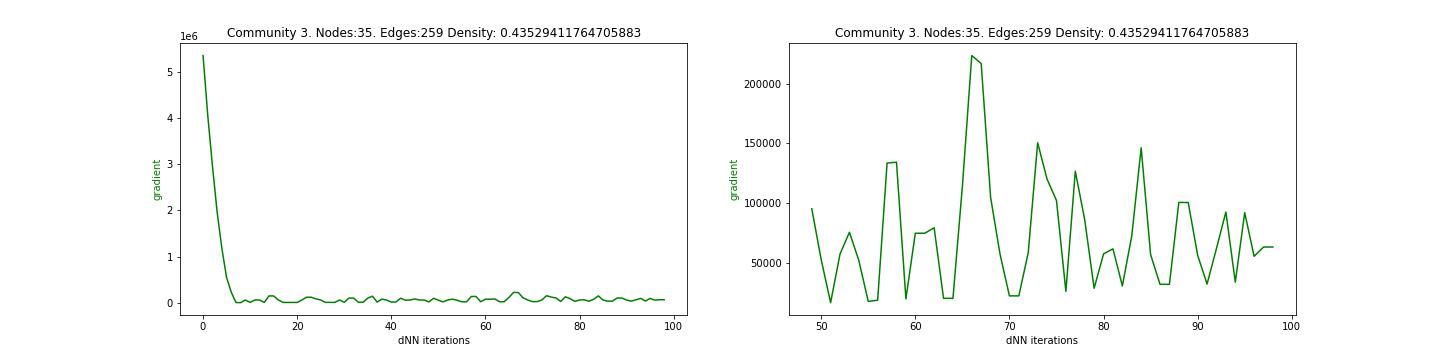 Community 3. Nodes:35. Edges:259 Density: 0.43529411764705883
1e6
5
4
3
2
1
0
gradient
0 20 40 60 80 100
dNN iterations
Community 3. Nodes:35. Edges:259 Density: 0.43529411764705883
200000
150000
100000
50000
gradient
50 60 70 80 90 100
dNN iterations